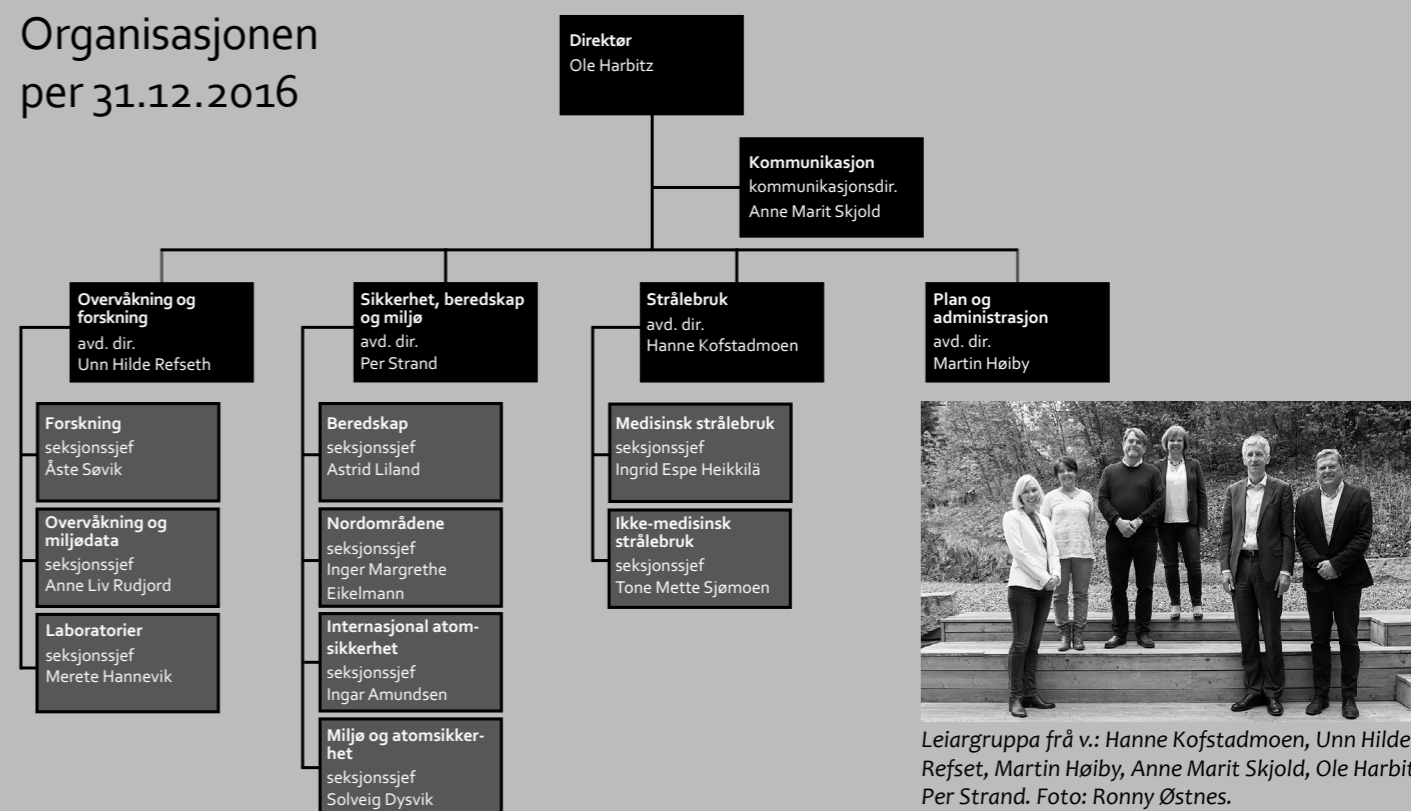 Organisasjonen
per 31.12.2016
Direktør
Ole Harbitz
Kommunikasjon
kommunikasjonsdir.
Anne Marit Skjold
Overvåkning og
forskning
avd. dir.
Unn Hilde Refseth
Sikkerhet, beredskap
og miljø
avd. dir.
Per Strand
Strålebruk
avd. dir.
Hanne Kofstadmoen
Plan og
administrasjon
avd. dir.
Martin Høiby
Forskning
seksjonssjef
Åste Søvik
Overvåkning og
miljødata
seksjonssjef
Anne Liv Rudjord
Laboratorier
seksjonssjef
Merete Hannevik
Beredskap
seksjonssjef
Astrid Liland
Nordområdene
seksjonssjef
Inger Margrethe
Eikelmann
Internasjonal atom-
sikkerhet
seksjonssjef
Ingar Amundsen
Miljø og atomsikker-
het
seksjonssjef
Solveig Dysvik
Medisinsk strålebruk
seksjonssjef
Ingrid Espe Heikkilä
Ikke-medisinsk
strålebruk
seksjonssjef
Tone Mette Sjømoen
Leiargruppa frå v.: Hanne Kofstadmoen, Unn Hilde
Refset, Martin Høiby, Anne Marit Skjold, Ole Harbit
Per Strand. Foto: Ronny Østnes.